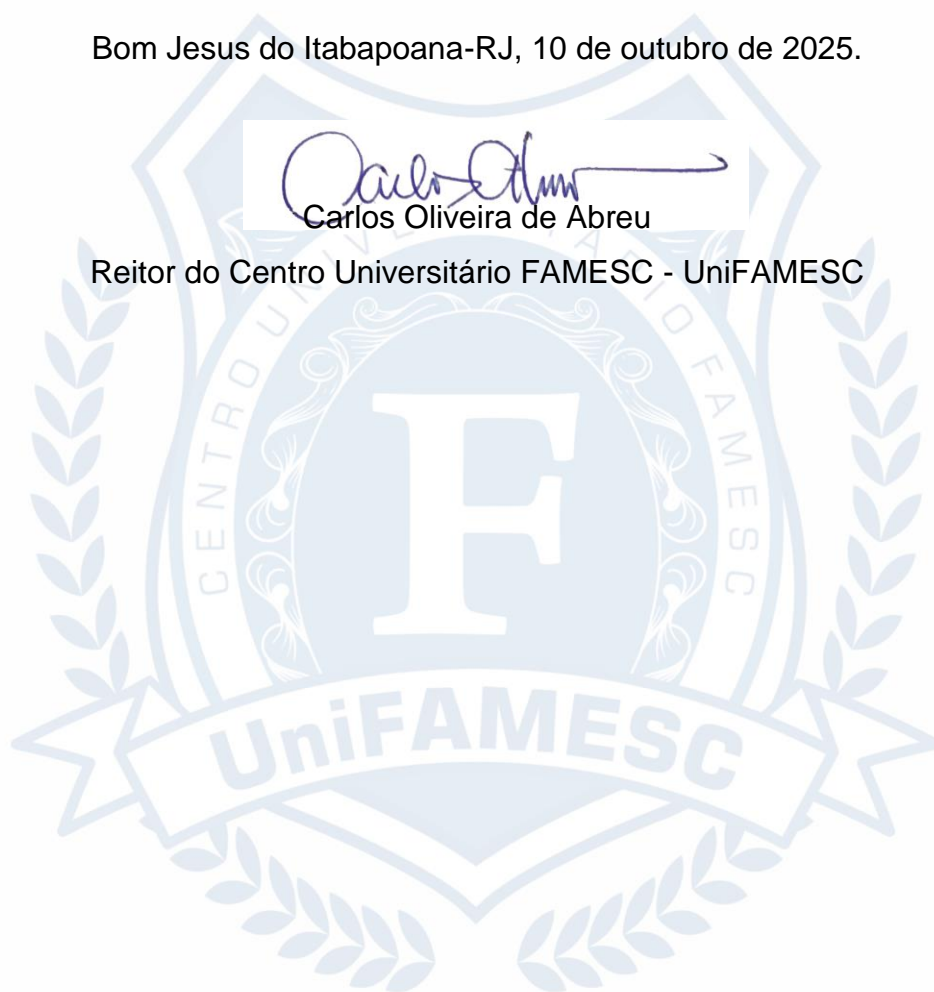 Bom Jesus do Itabapoana-RJ, 10 de outubro de 2025.
Carlos Oliveira de Abreu
Reitor do Centro Universitário FAMESC - UniFAMESC
CENTRO UNIVERSITÁRIO FAMESC
F
UniFAMESC